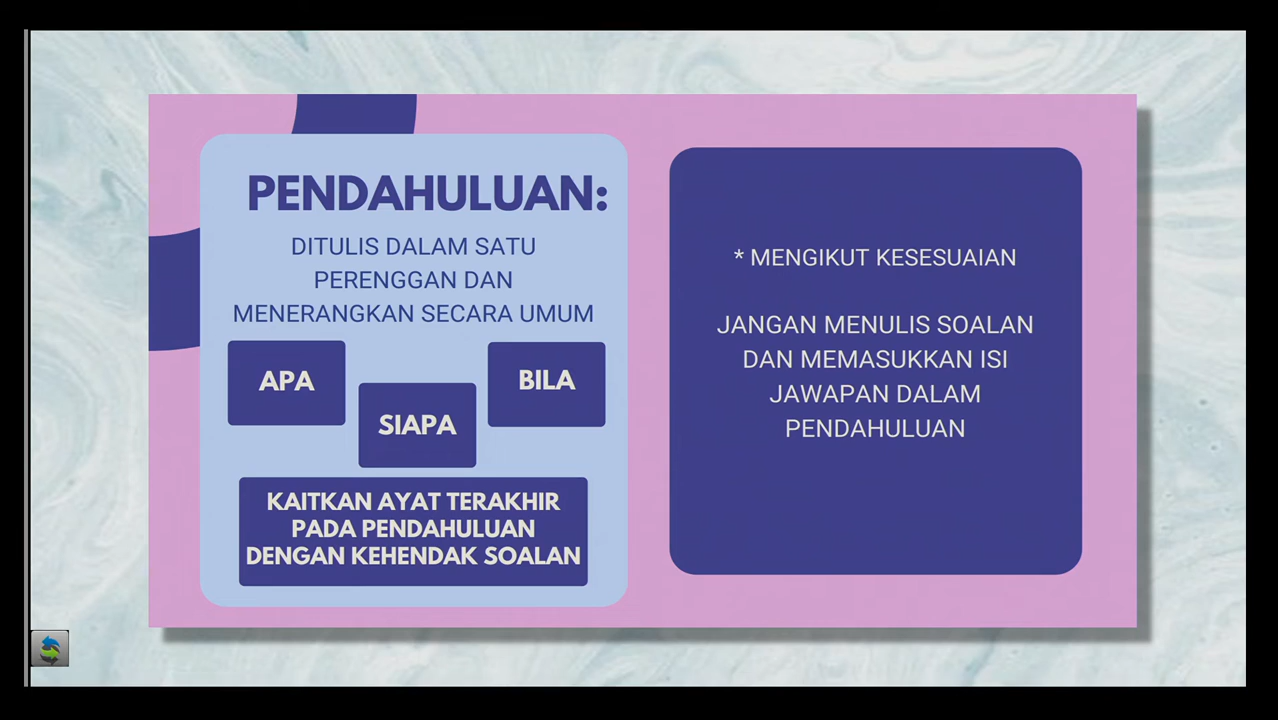 PENDAHULUAN:
DITULIS DALAM SATU
PERENGGAN DAN
MENERANGKAN SECARA UMUM
APA
SIAPA
BILA
KAITKAN AYAT TERAKHIR
PADA PENDAHULUAN
DENGAN KEHENDAK SOALAN
* MENGIKUT KESESUAIAN
JANGAN MENULIS SOALAN
DAN MEMASUKKAN ISI
JAWAPAN DALAM
PENDAHULUAN